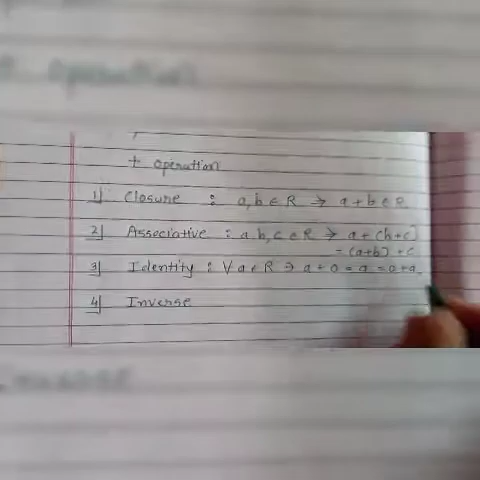 + operation
1) Closure : a, b ∈ R → a + b ∈ R
2) Associative : a b, c ∈ R → a + (b+c)
= (a+b) + c
3) Identity : ∀ a ∈ R ∋ a + 0 = a = 0 + a
4) Inverse